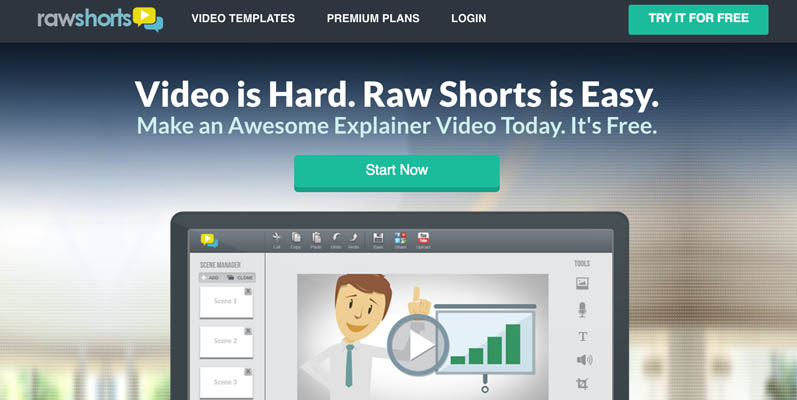 rawshorts
VIDEO TEMPLATES
PREMIUM PLANS
LOGIN
TRY IT FOR FREE
Video is Hard. Raw Shorts is Easy.
Make an Awesome Explainer Video Today. It's Free.
Start Now
Cut
Copy
Paste
Undo
Save
Share
Upload
You
Tube
SCENE MANAGER
ADD
CLONE
Scene 1
Scene 2
Scene 3
TOOLS
T